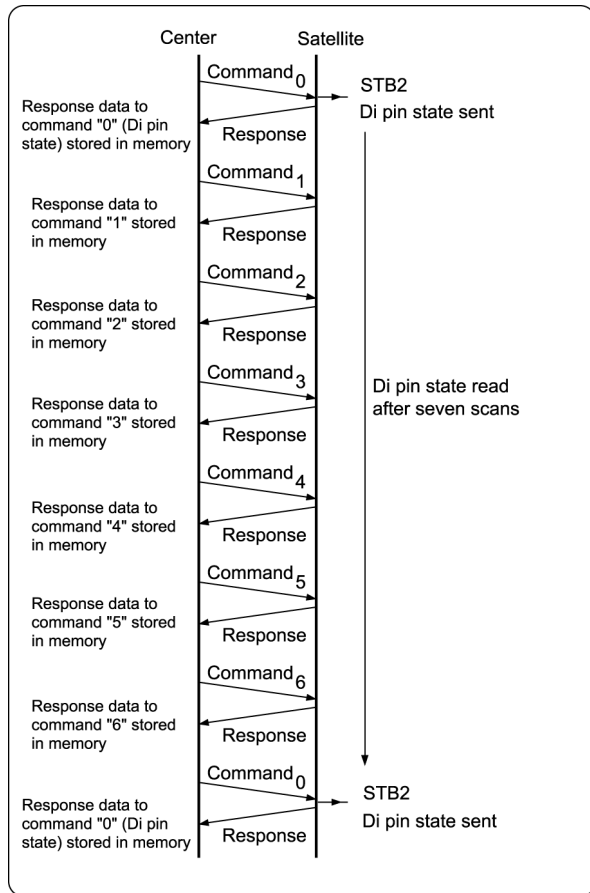 Center
Satellite
Command0
STB2
Di pin state sent
Response data to
command "0" (Di pin
state) stored in memory
Response
Command1
Response data to
command "1" stored
in memory
Response
Command2
Response data to
command "2" stored
in memory
Response
Command3
Di pin state read
after seven scans
Response data to
command "3" stored
in memory
Response
Command4
Response data to
command "4" stored
in memory
Response
Command5
Response data to
command "5" stored
in memory
Response
Command6
Response data to
command "6" stored
in memory
Response
Command0
STB2
Di pin state sent
Response data to
command "0" (Di pin
state) stored in memory
Response